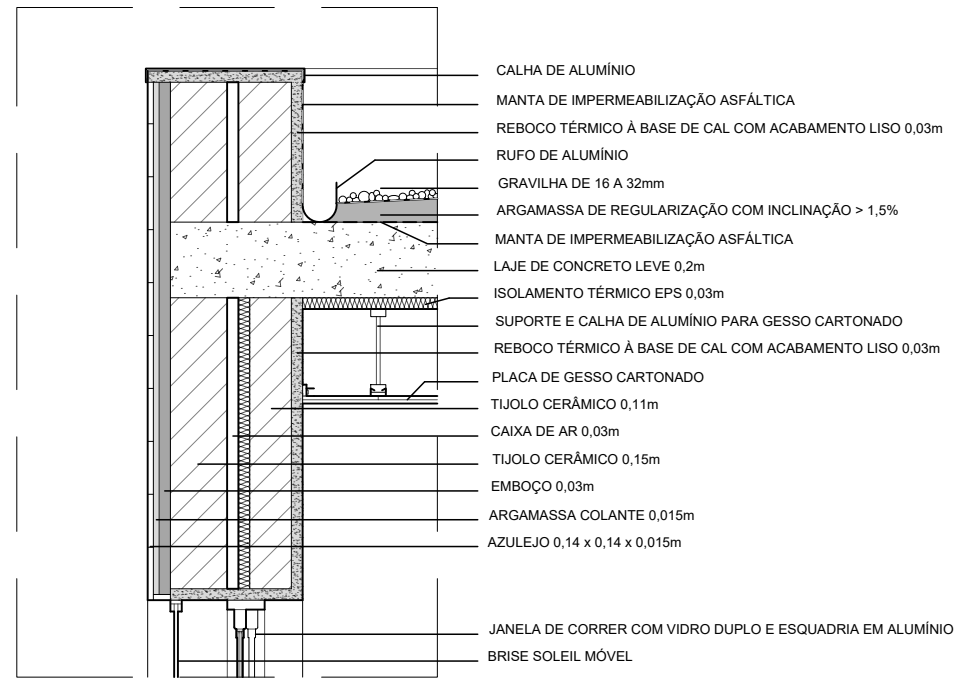 CALHA DE ALUMÍNIO
MANTA DE IMPERMEABILIZAÇÃO ASFÁLTICA
REBOCO TÉRMICO À BASE DE CAL COM ACABAMENTO LISO 0,03m
RUFO DE ALUMÍNIO
GRAVILHA DE 16 A 32mm
ARGAMASSA DE REGULARIZAÇÃO COM INCLINAÇÃO > 1,5%
MANTA DE IMPERMEABILIZAÇÃO ASFÁLTICA
LAJE DE CONCRETO LEVE 0,2m
ISOLAMENTO TÉRMICO EPS 0,03m
SUPORTE E CALHA DE ALUMÍNIO PARA GESSO CARTONADO
REBOCO TÉRMICO À BASE DE CAL COM ACABAMENTO LISO 0,03m
PLACA DE GESSO CARTONADO
TIJOLO CERÂMICO 0,11m
CAIXA DE AR 0,03m
TIJOLO CERÂMICO 0,15m
EMBOÇO 0,03m
ARGAMASSA COLANTE 0,015m
AZULEJO 0,14 x 0,14 x 0,015m
JANELA DE CORRER COM VIDRO DUPLO E ESQUADRIA EM ALUMÍNIO
BRISE SOLEIL MÓVEL